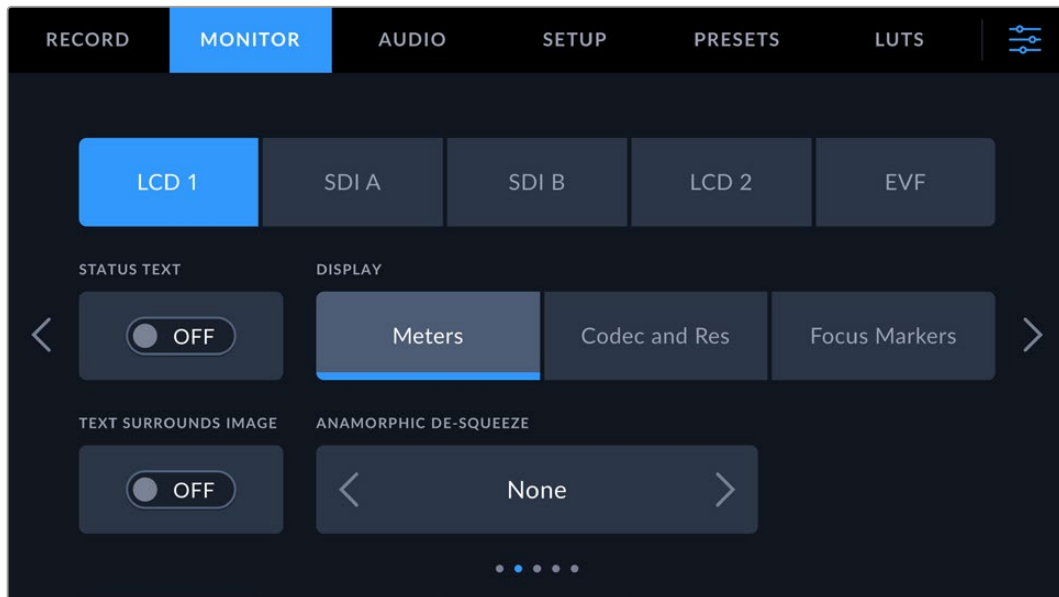 RECORD MONITOR AUDIO SETUP PRESETS LUTS
LCD 1 SDI A SDI B LCD 2 EVF
STATUS TEXT DISPLAY
OFF Meters Codec and Res Focus Markers
TEXT SURROUNDS IMAGE ANAMORPHIC DE-SQUEEZE
OFF None